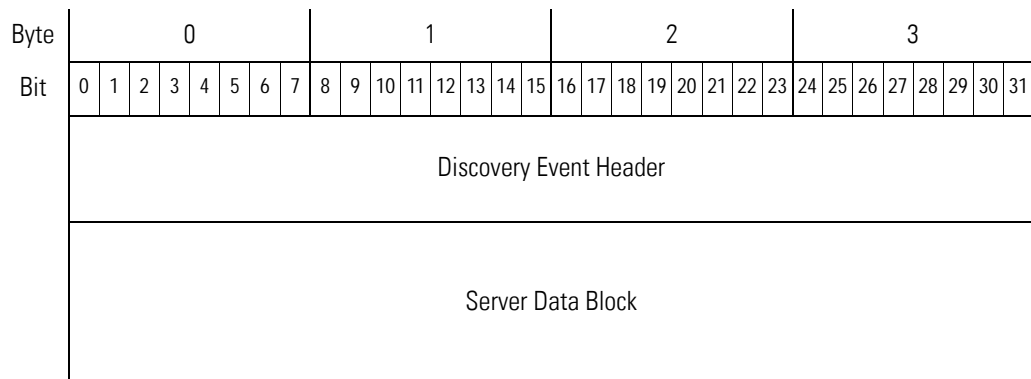 Byte 0 1 2 3
Bit 0 1 2 3 4 5 6 7 8 9 10 11 12 13 14 15 16 17 18 19 20 21 22 23 24 25 26 27 28 29 30 31
Discovery Event Header
Server Data Block